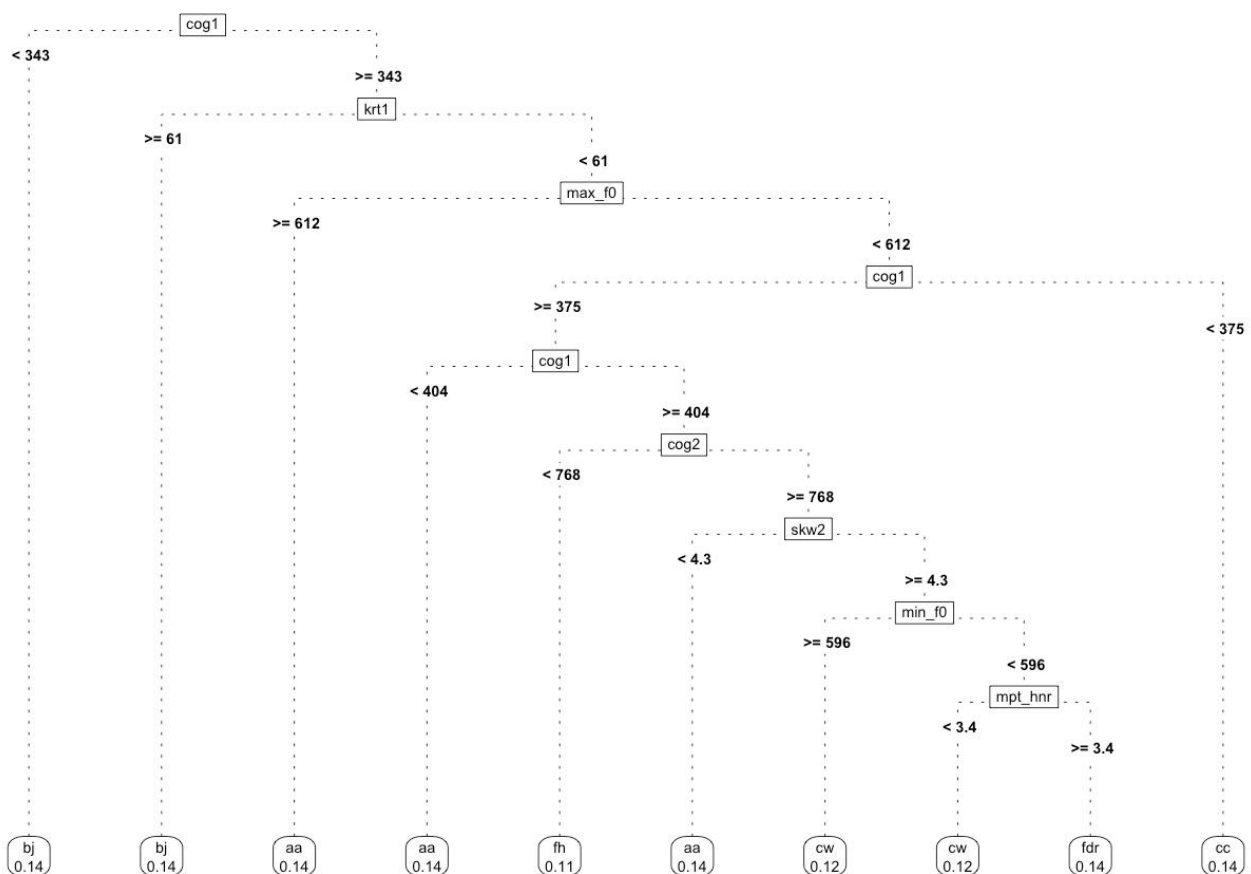 cog1
< 343
>= 343
krt1
>= 61
< 61
max_f0
>= 612
< 612
cog1
>= 375
< 375
cog1
< 404
>= 404
cog2
< 768
>= 768
skw2
< 4.3
>= 4.3
min_f0
>= 596
< 596
mpt_hnr
< 3.4
>= 3.4
bj bj aa aa fh aa cw cw fdr cc
0.14 0.14 0.14 0.14 0.11 0.14 0.12 0.12 0.14 0.14